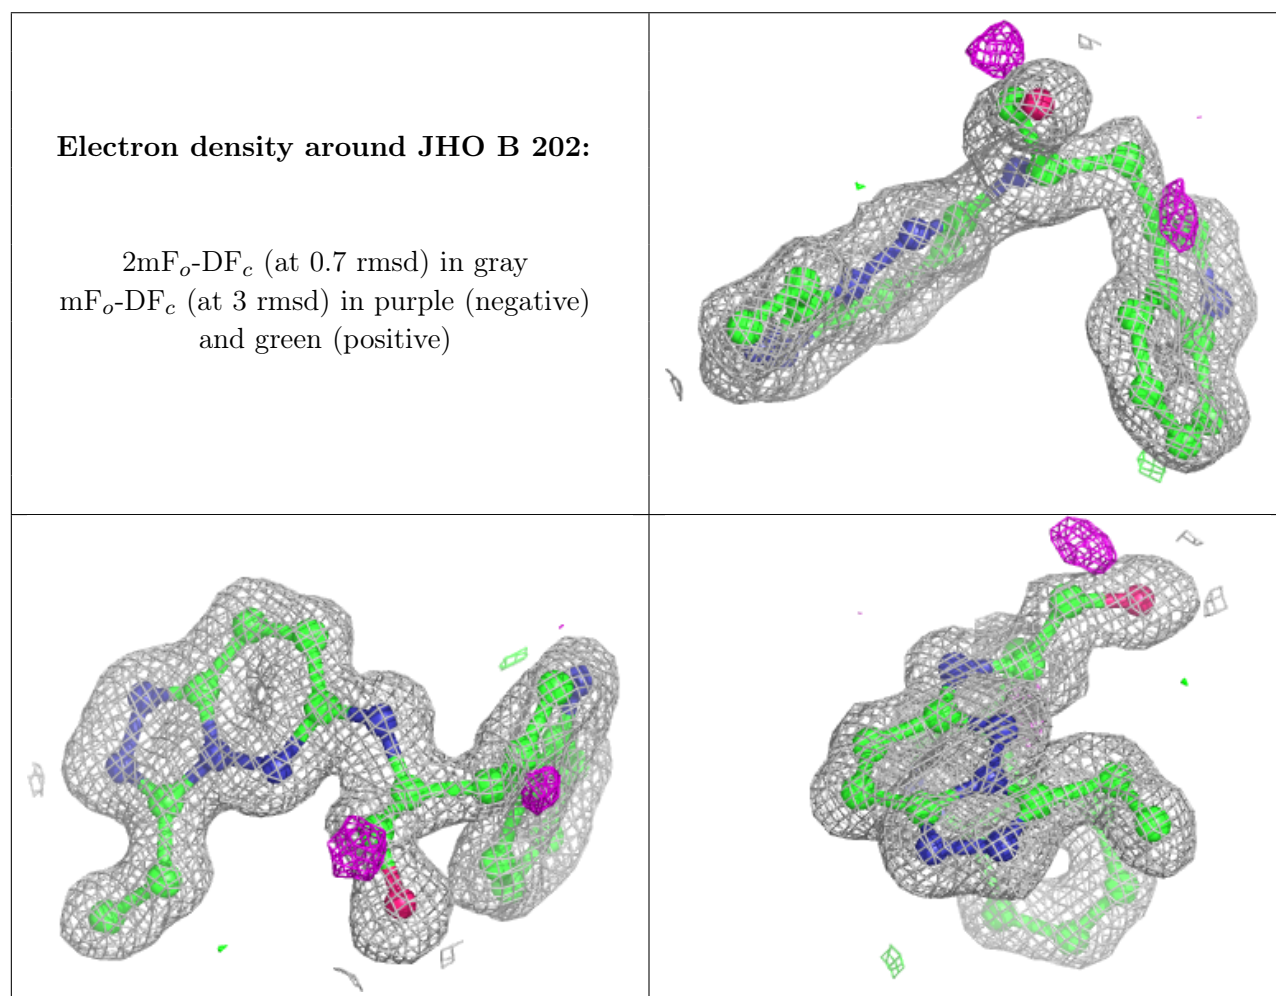 Electron density around JHO B 202:
2mF$_o$-DF$_c$ (at 0.7 rmsd) in gray
mF$_o$-DF$_c$ (at 3 rmsd) in purple (negative)
and green (positive)